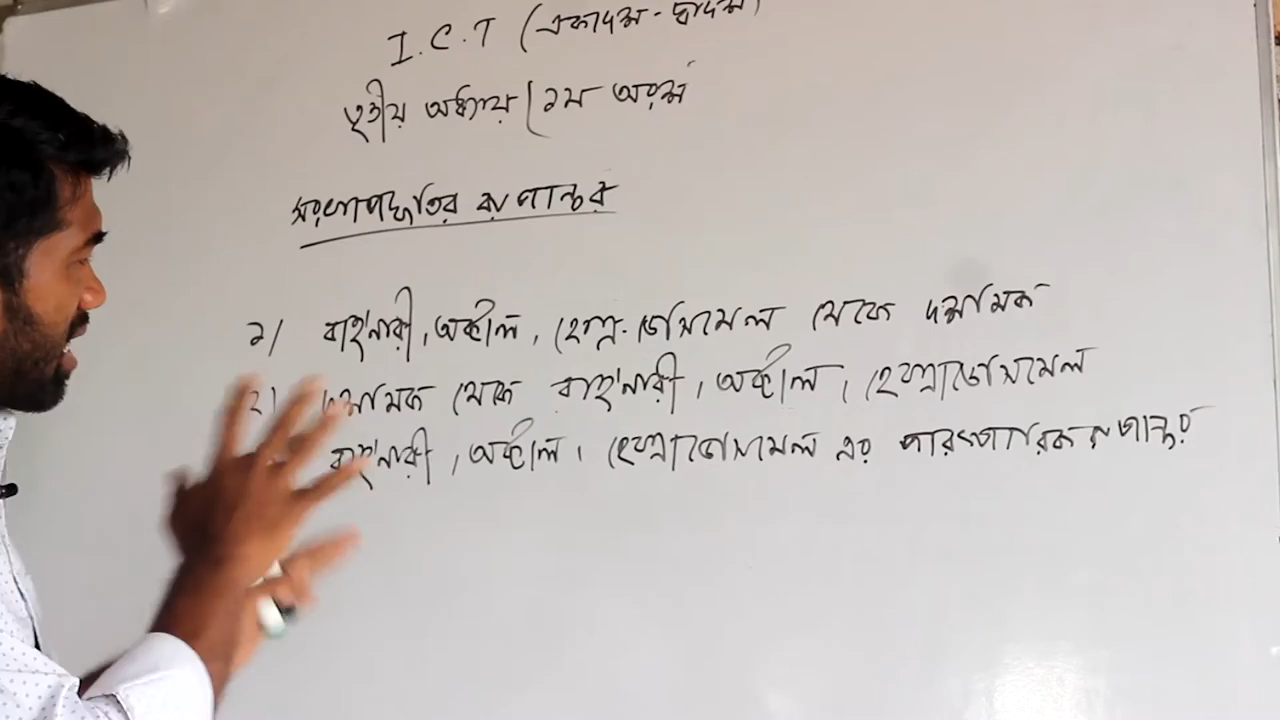 I.C.T (একাদশ - দ্বাদশ)
তৃতীয় অধ্যায় (১ম অংশ
সংখ্যাপদ্ধতির রূপান্তর
১। বাইনারী, অক্টাল, হেক্সাডেসিমেল থেকে দশমিক
২। দশমিক থেকে বাইনারী, অক্টাল, হেক্সাডেসিমেল
বাইনারী, অক্টাল, হেক্সাডেসিমেল এর পারস্পারিক রূপান্তর